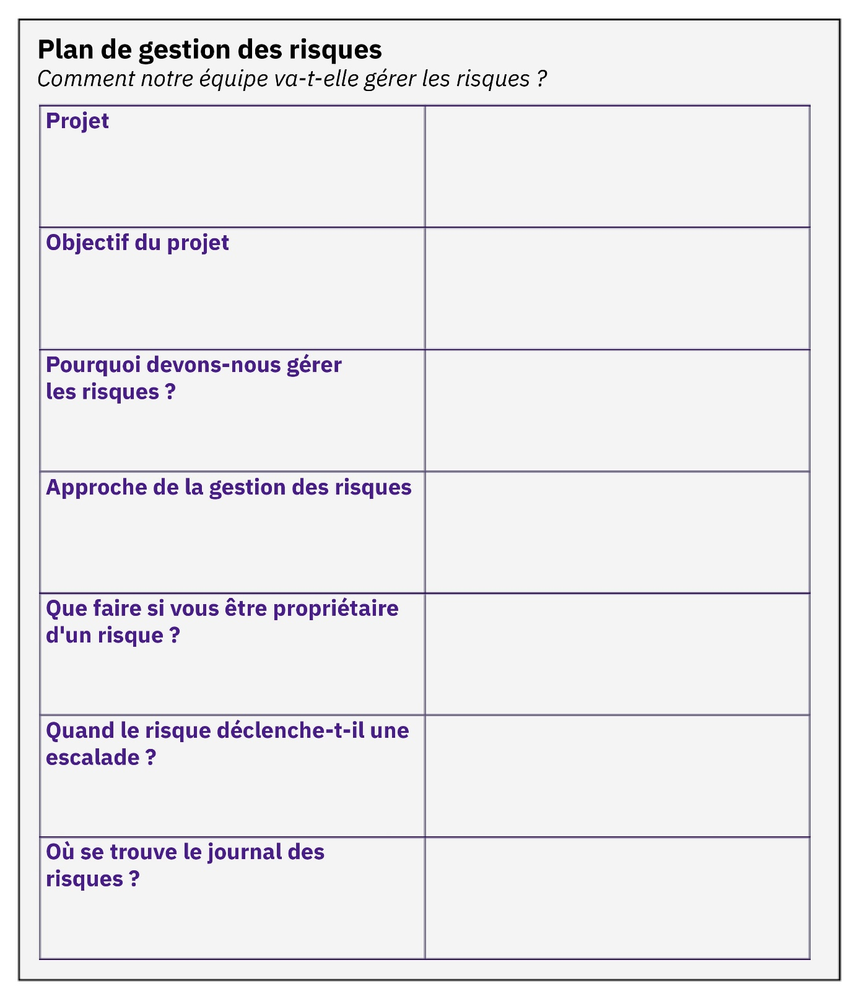 Plan de gestion des risques
Comment notre équipe va-t-elle gérer les risques ?
Projet
Objectif du projet
Pourquoi devons-nous gérer
les risques ?
Approche de la gestion des risques
Que faire si vous être propriétaire
d'un risque ?
Quand le risque déclenche-t-il une
escalade ?
Où se trouve le journal des
risques ?